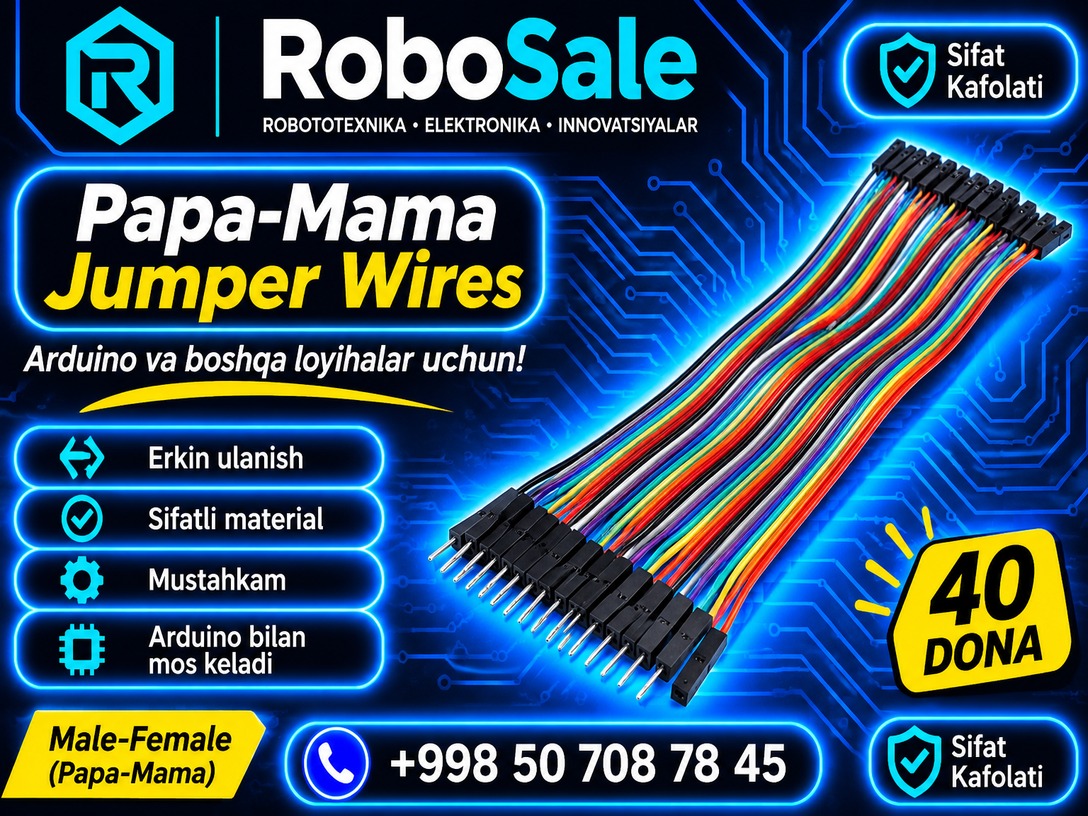 RoboSale
ROBOTOTEXNIKA • ELEKTRONIKA • INNOVATSIYALAR
Sifat
Kafolati
Papa-Mama
Jumper Wires
Arduino va boshqa loyihalar uchun!
Erkin ulanish
Sifatli material
Mustahkam
Arduino bilan
mos keladi
40
DONA
Male-Female
(Papa-Mama)
+998 50 708 78 45
Sifat
Kafolati